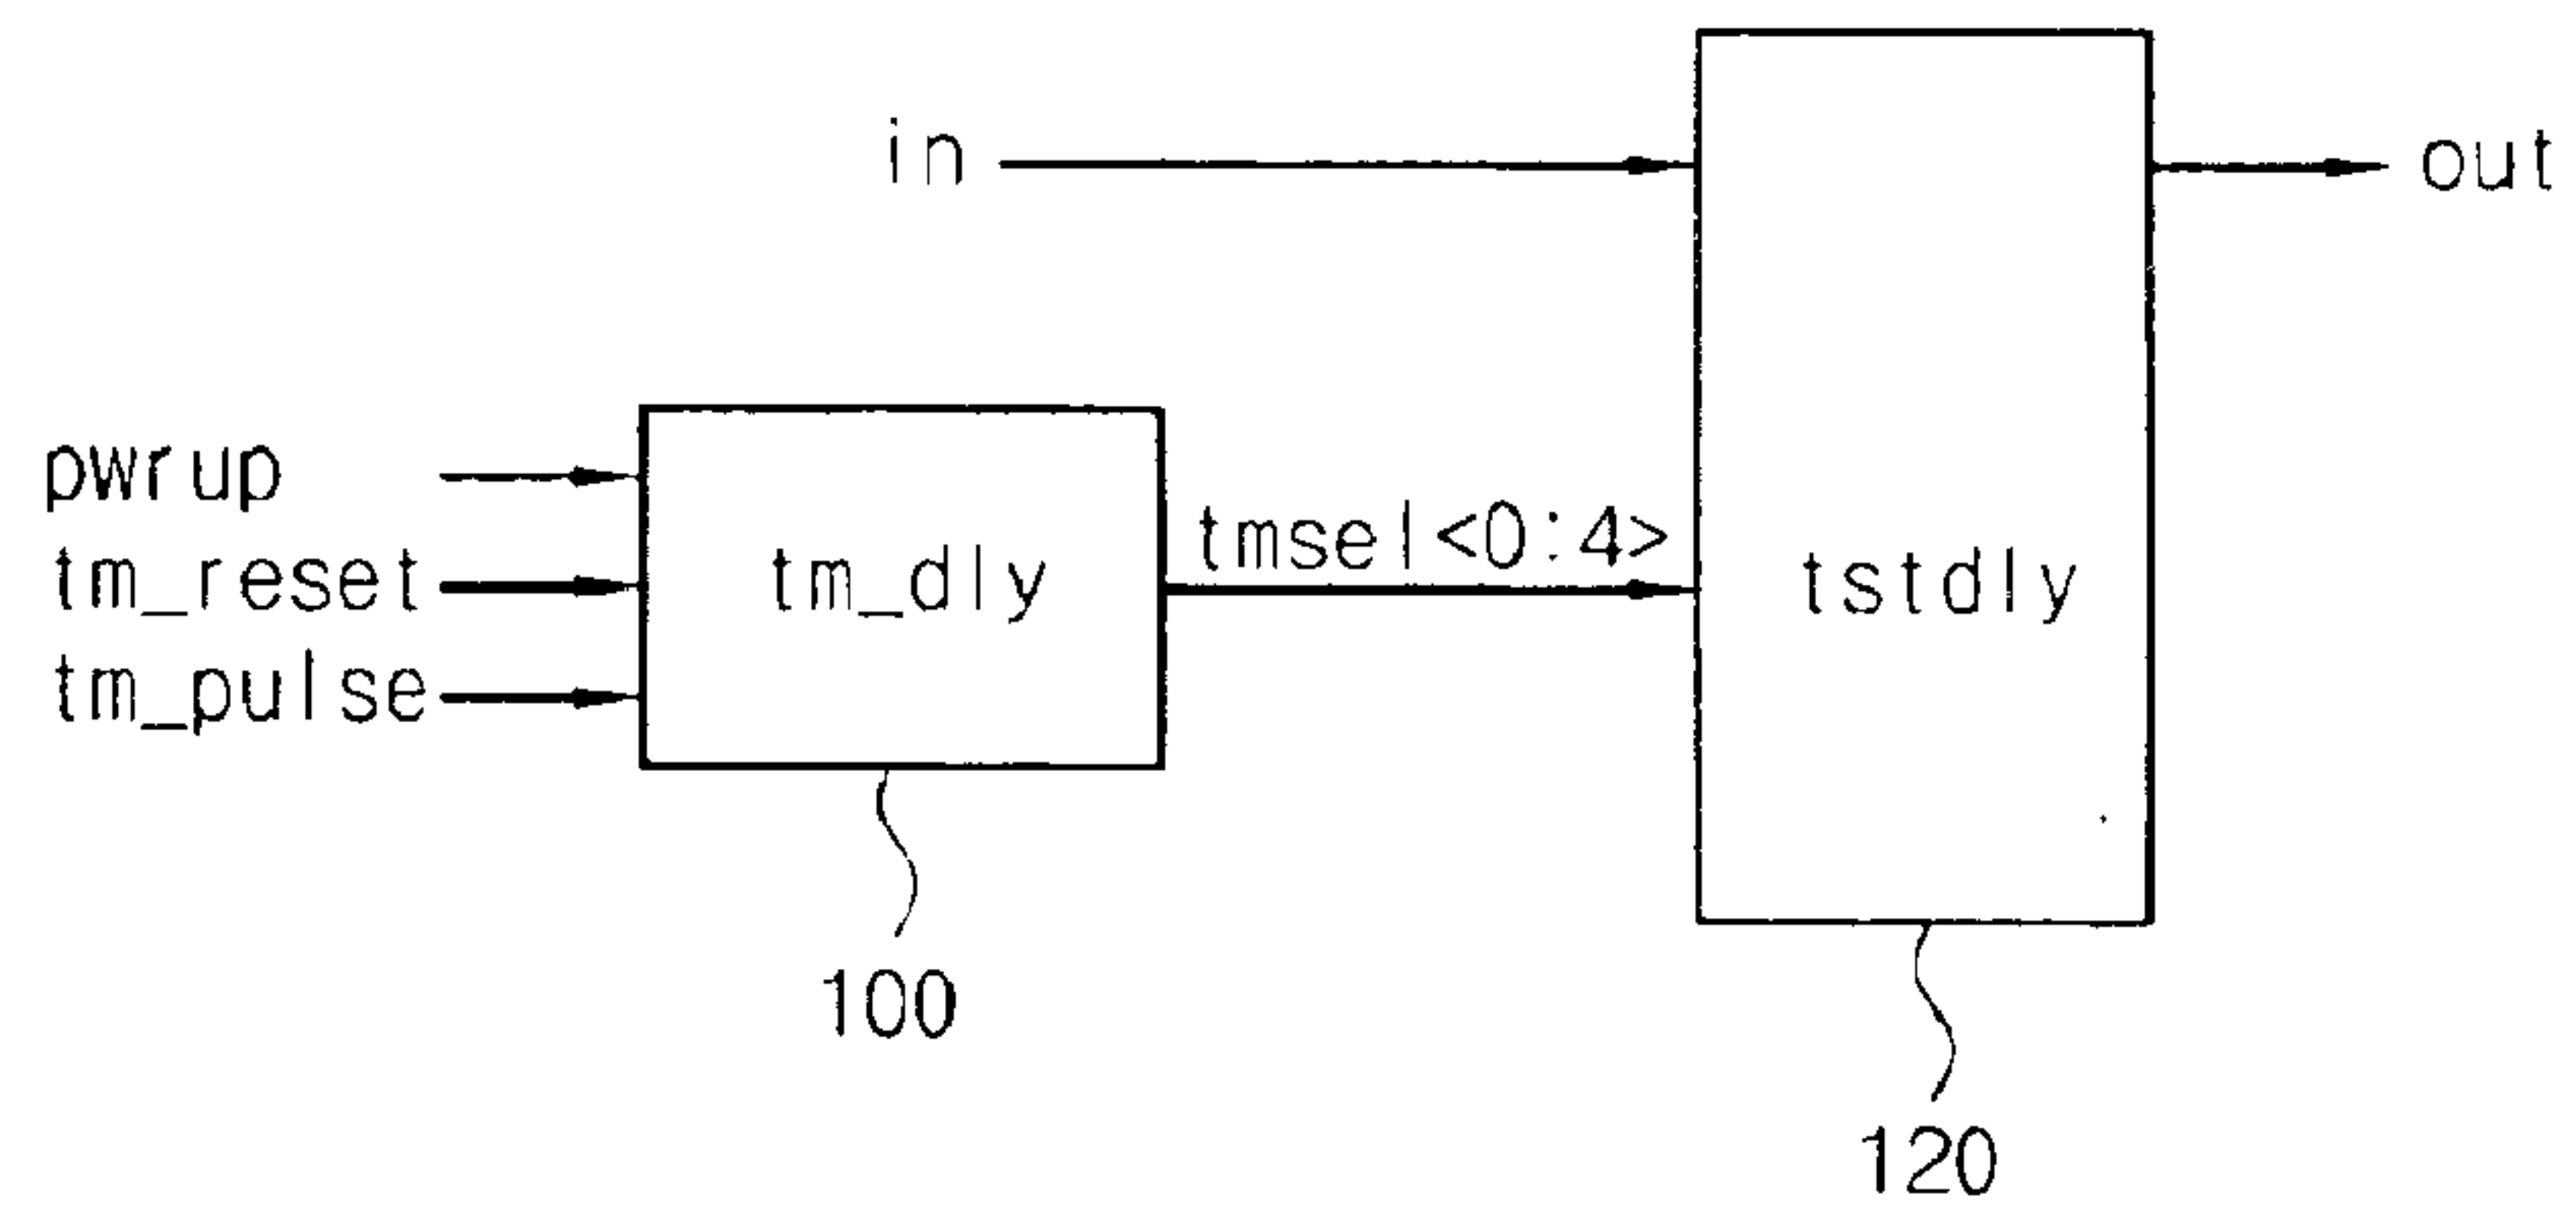 in
out
pwrup
tm_reset
tm_pulse
tm_dly
tmsel<0:4>
tstdly
100
120